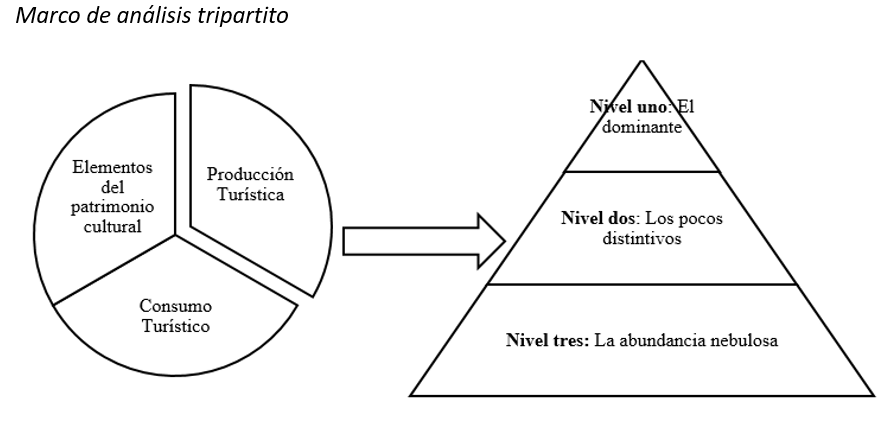 Marco de análisis tripartito
Elementos
del
patrimonio
cultural
Producción
Turística
Consumo
Turístico
Nivel uno: El
dominante
Nivel dos: Los pocos
distintivos
Nivel tres: La abundancia nebulosa